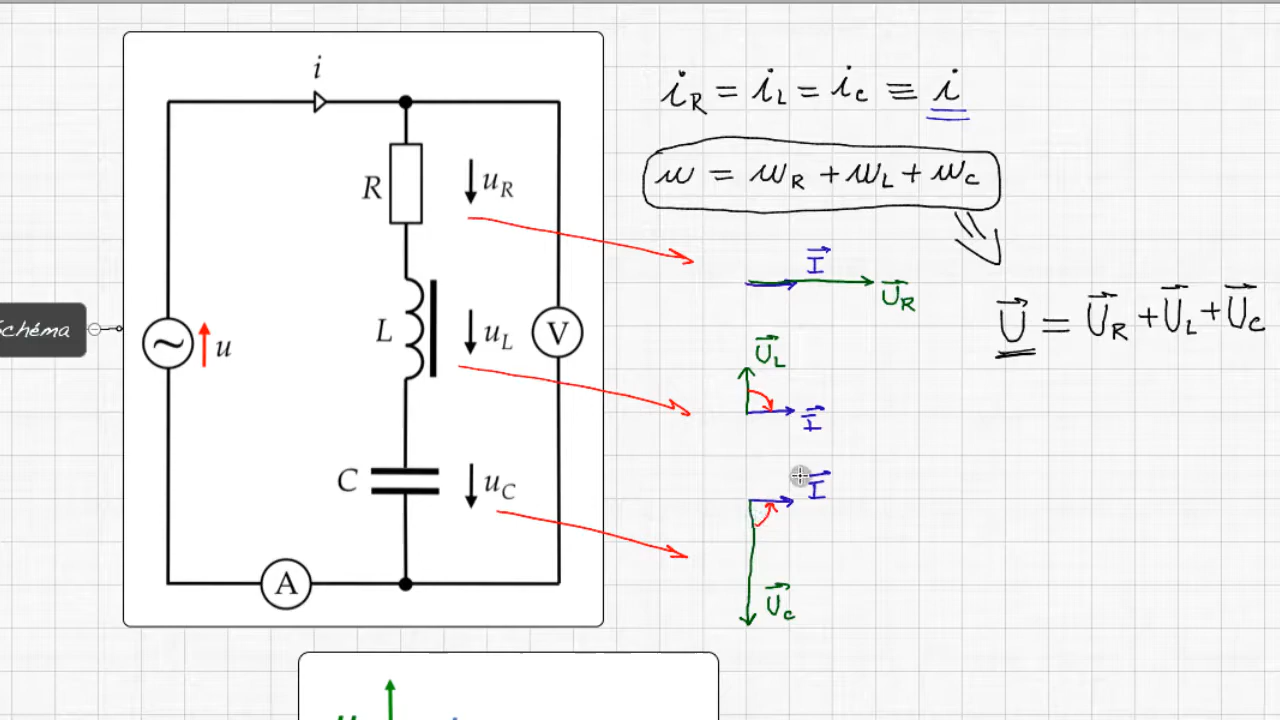 i
R
u_R
L
u_L
V
u
C
u_C
A
Schéma
i_R = i_L = i_C ≡ i
u = u_R + u_L + u_C
I⃗
U⃗_R
U⃗ = U⃗_R + U⃗_L + U⃗_C
U⃗_L
I⃗
I⃗
U⃗_C